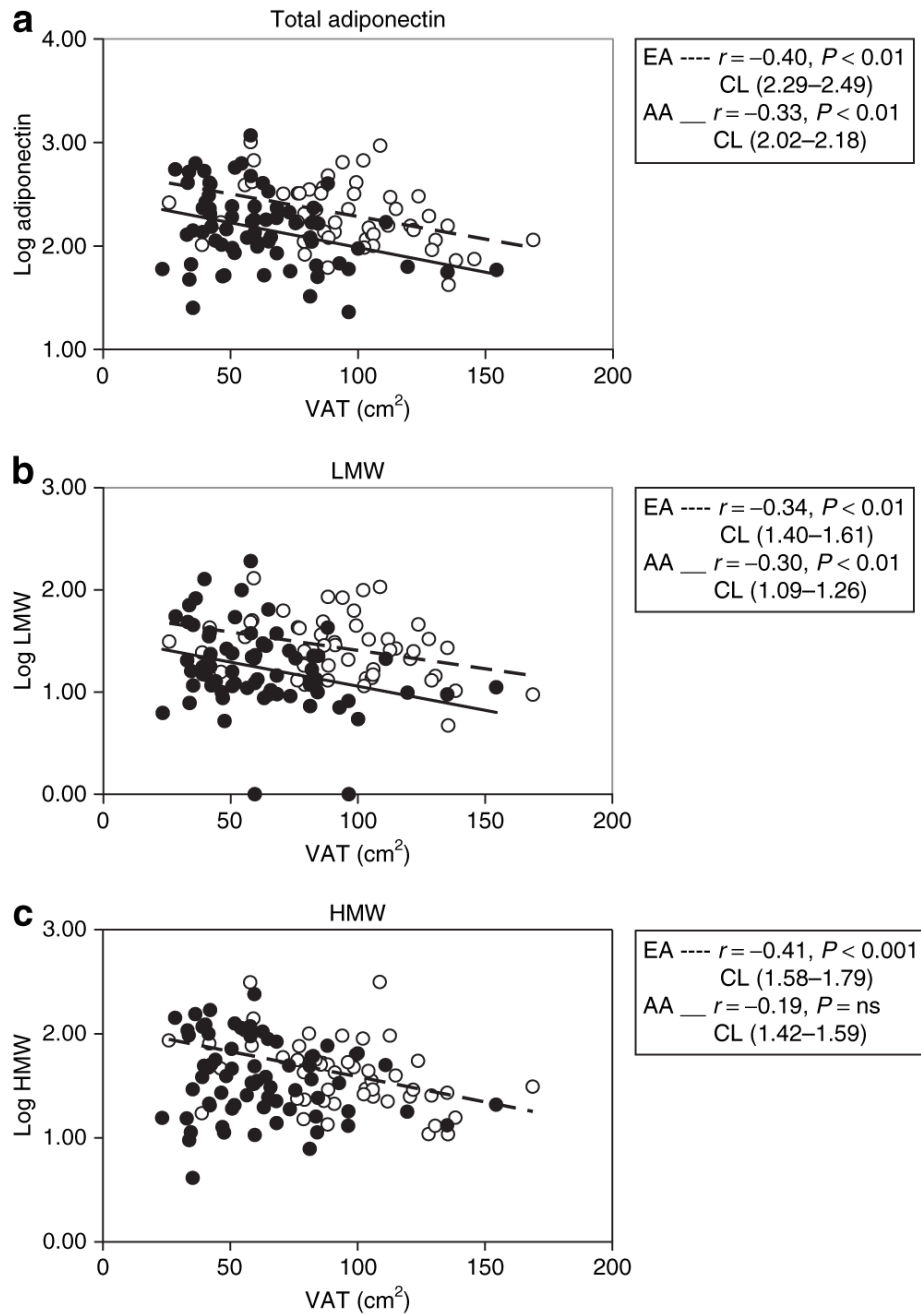 a
Total adiponectin
4.00
3.00
2.00
1.00
Log adiponectin
0
50
100
150
200
VAT (cm²)
EA ---- r = −0.40, P < 0.01
CL (2.29–2.49)
AA __ r = −0.33, P < 0.01
CL (2.02–2.18)
b
LMW
3.00
2.00
1.00
0.00
Log LMW
0
50
100
150
200
VAT (cm²)
EA ---- r = −0.34, P < 0.01
CL (1.40–1.61)
AA __ r = −0.30, P < 0.01
CL (1.09–1.26)
c
HMW
3.00
2.00
1.00
0.00
Log HMW
0
50
100
150
200
VAT (cm²)
EA ---- r = −0.41, P < 0.001
CL (1.58–1.79)
AA __ r = −0.19, P = ns
CL (1.42–1.59)